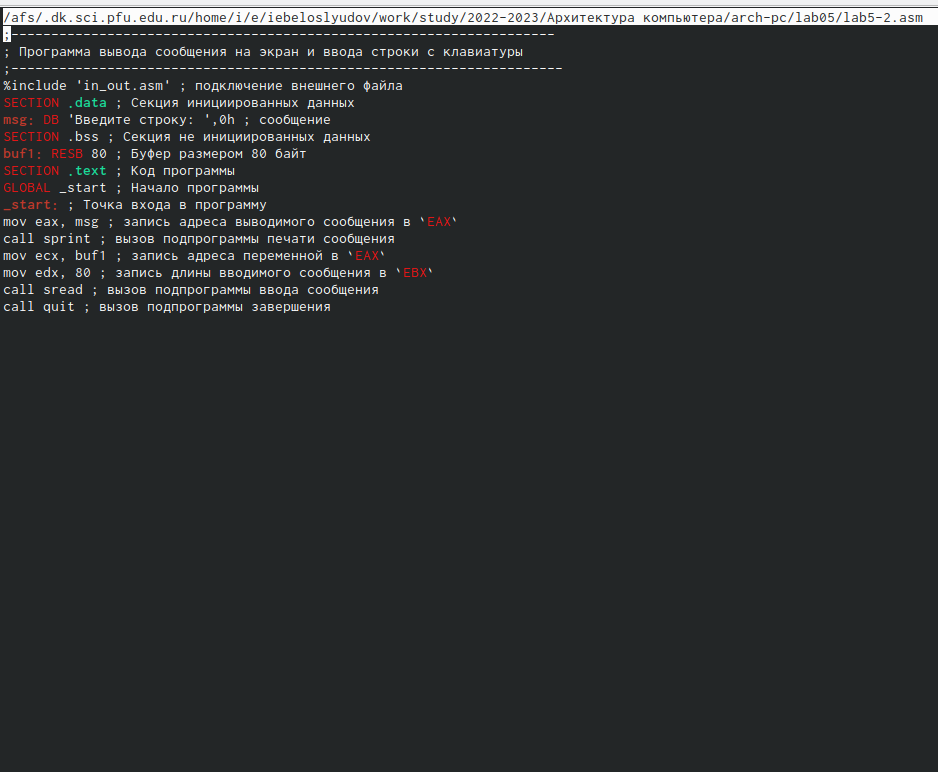 /afs/.dk.sci.pfu.edu.ru/home/i/e/iebeloslyudov/work/study/2022-2023/Архитектура компьютера/arch-pc/lab05/lab5-2.asm
;--------------------------------------------------------------------
; Программа вывода сообщения на экран и ввода строки с клавиатуры
;---------------------------------------------------------------------
%include 'in_out.asm' ; подключение внешнего файла
SECTION .data ; Секция инициированных данных
msg: DB 'Введите строку: ',0h ; сообщение
SECTION .bss ; Секция не инициированных данных
buf1: RESB 80 ; Буфер размером 80 байт
SECTION .text ; Код программы
GLOBAL _start ; Начало программы
_start: ; Точка входа в программу
mov eax, msg ; запись адреса выводимого сообщения в `EAX`
call sprint ; вызов подпрограммы печати сообщения
mov ecx, buf1 ; запись адреса переменной в `EAX`
mov edx, 80 ; запись длины вводимого сообщения в `EBX`
call sread ; вызов подпрограммы ввода сообщения
call quit ; вызов подпрограммы завершения